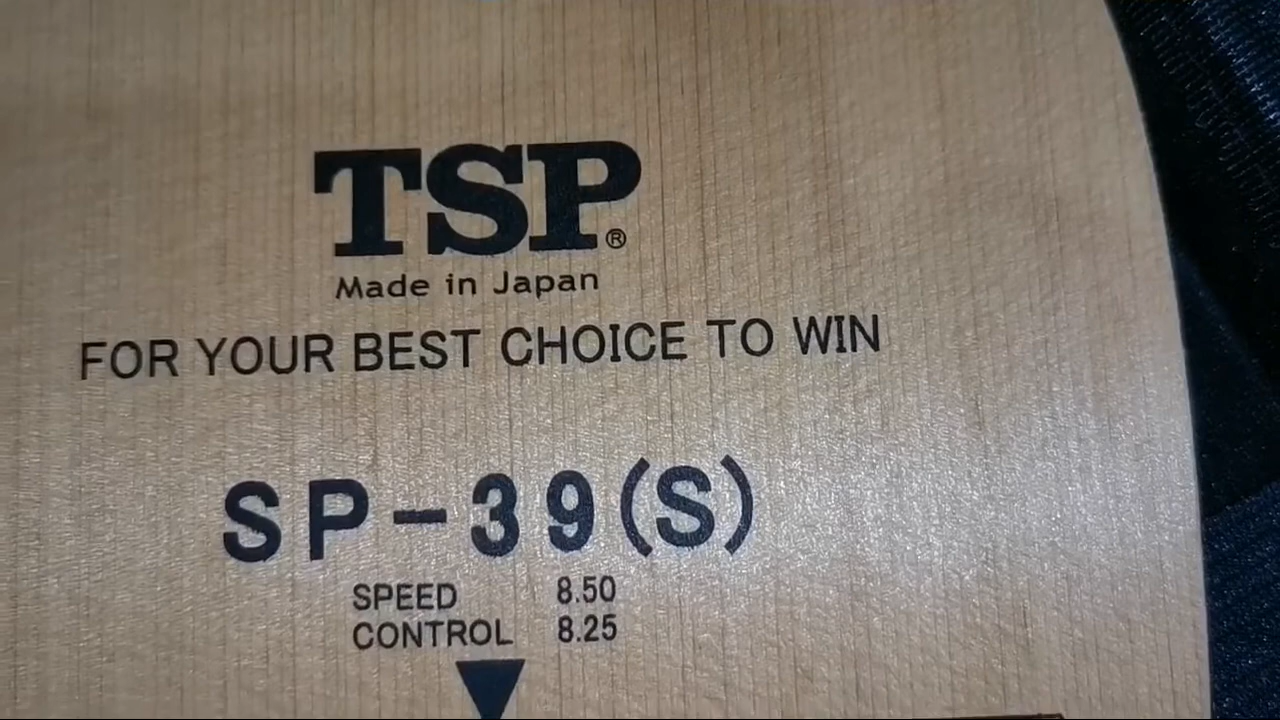 TSP®
Made in Japan
FOR YOUR BEST CHOICE TO WIN
SP-39(S)
SPEED 8.50
CONTROL 8.25